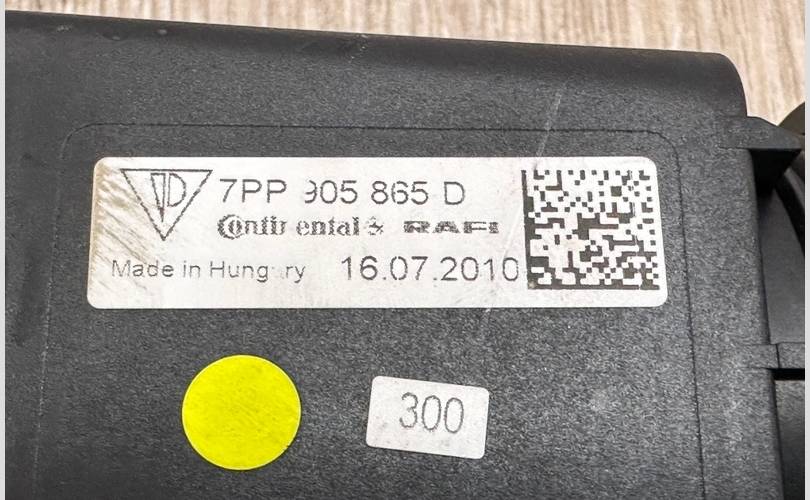 7PP 905 865 D
Continental & RAFI
Made in Hungary 16.07.2010
300